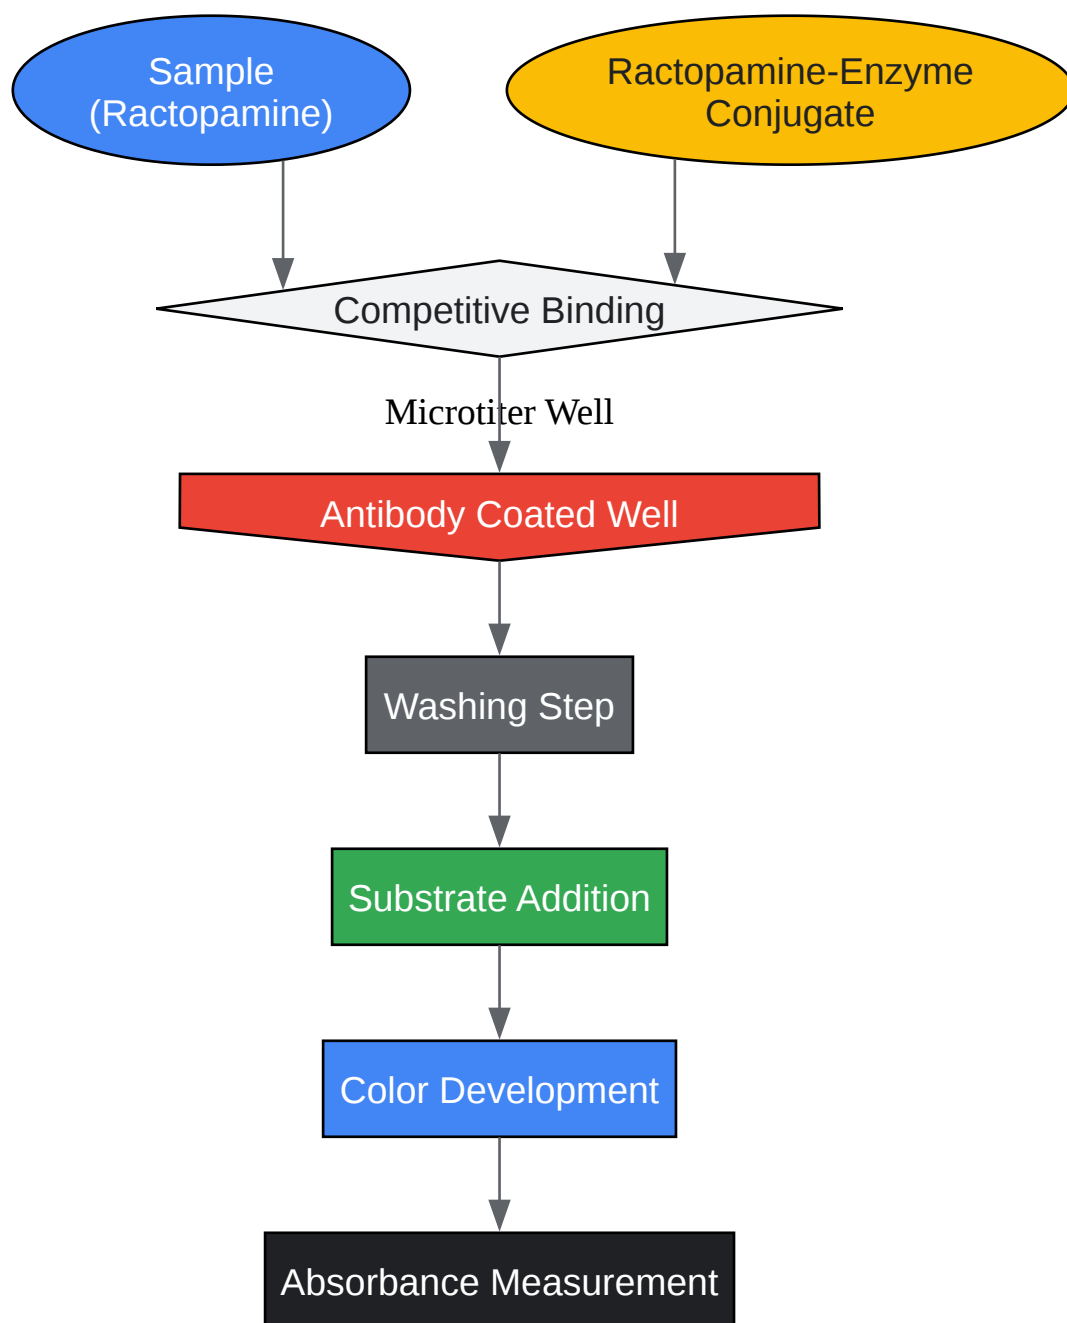 Sample
(Ractopamine)
Ractopamine-Enzyme
Conjugate
Competitive Binding
Microtiter Well
Antibody Coated Well
Washing Step
Substrate Addition
Color Development
Absorbance Measurement